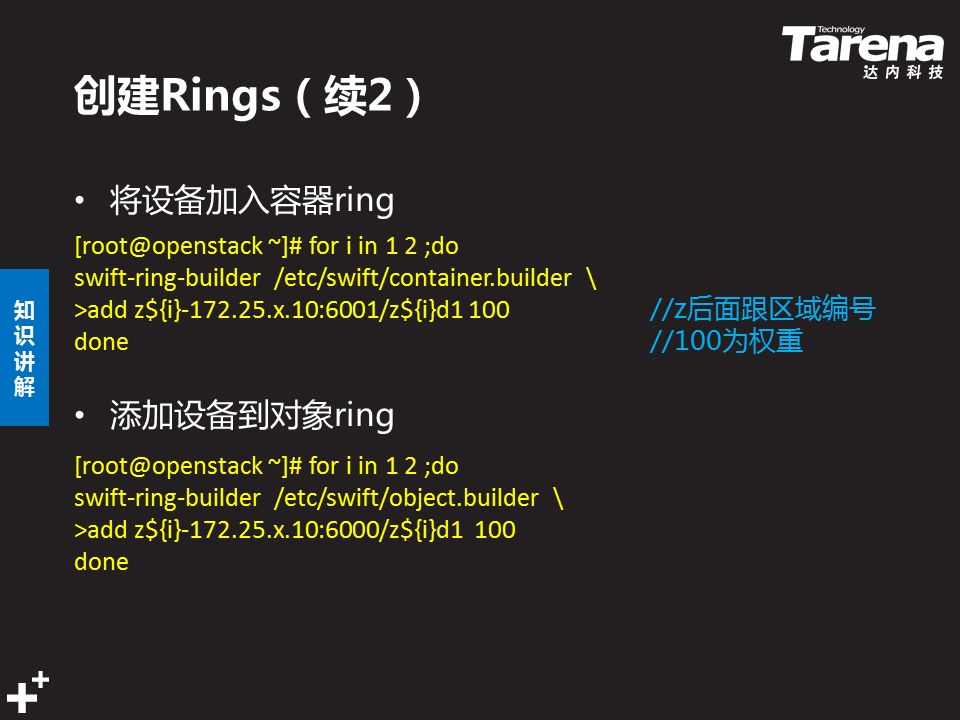 Technology
Tarena
达内科技
创建Rings（续2）
• 将设备加入容器ring
[root@openstack ~]# for i in 1 2 ;do
swift-ring-builder /etc/swift/container.builder \
>add z${i}-172.25.x.10:6001/z${i}d1 100 //z后面跟区域编号
done //100为权重
知识讲解
• 添加设备到对象ring
[root@openstack ~]# for i in 1 2 ;do
swift-ring-builder /etc/swift/object.builder \
>add z${i}-172.25.x.10:6000/z${i}d1 100
done